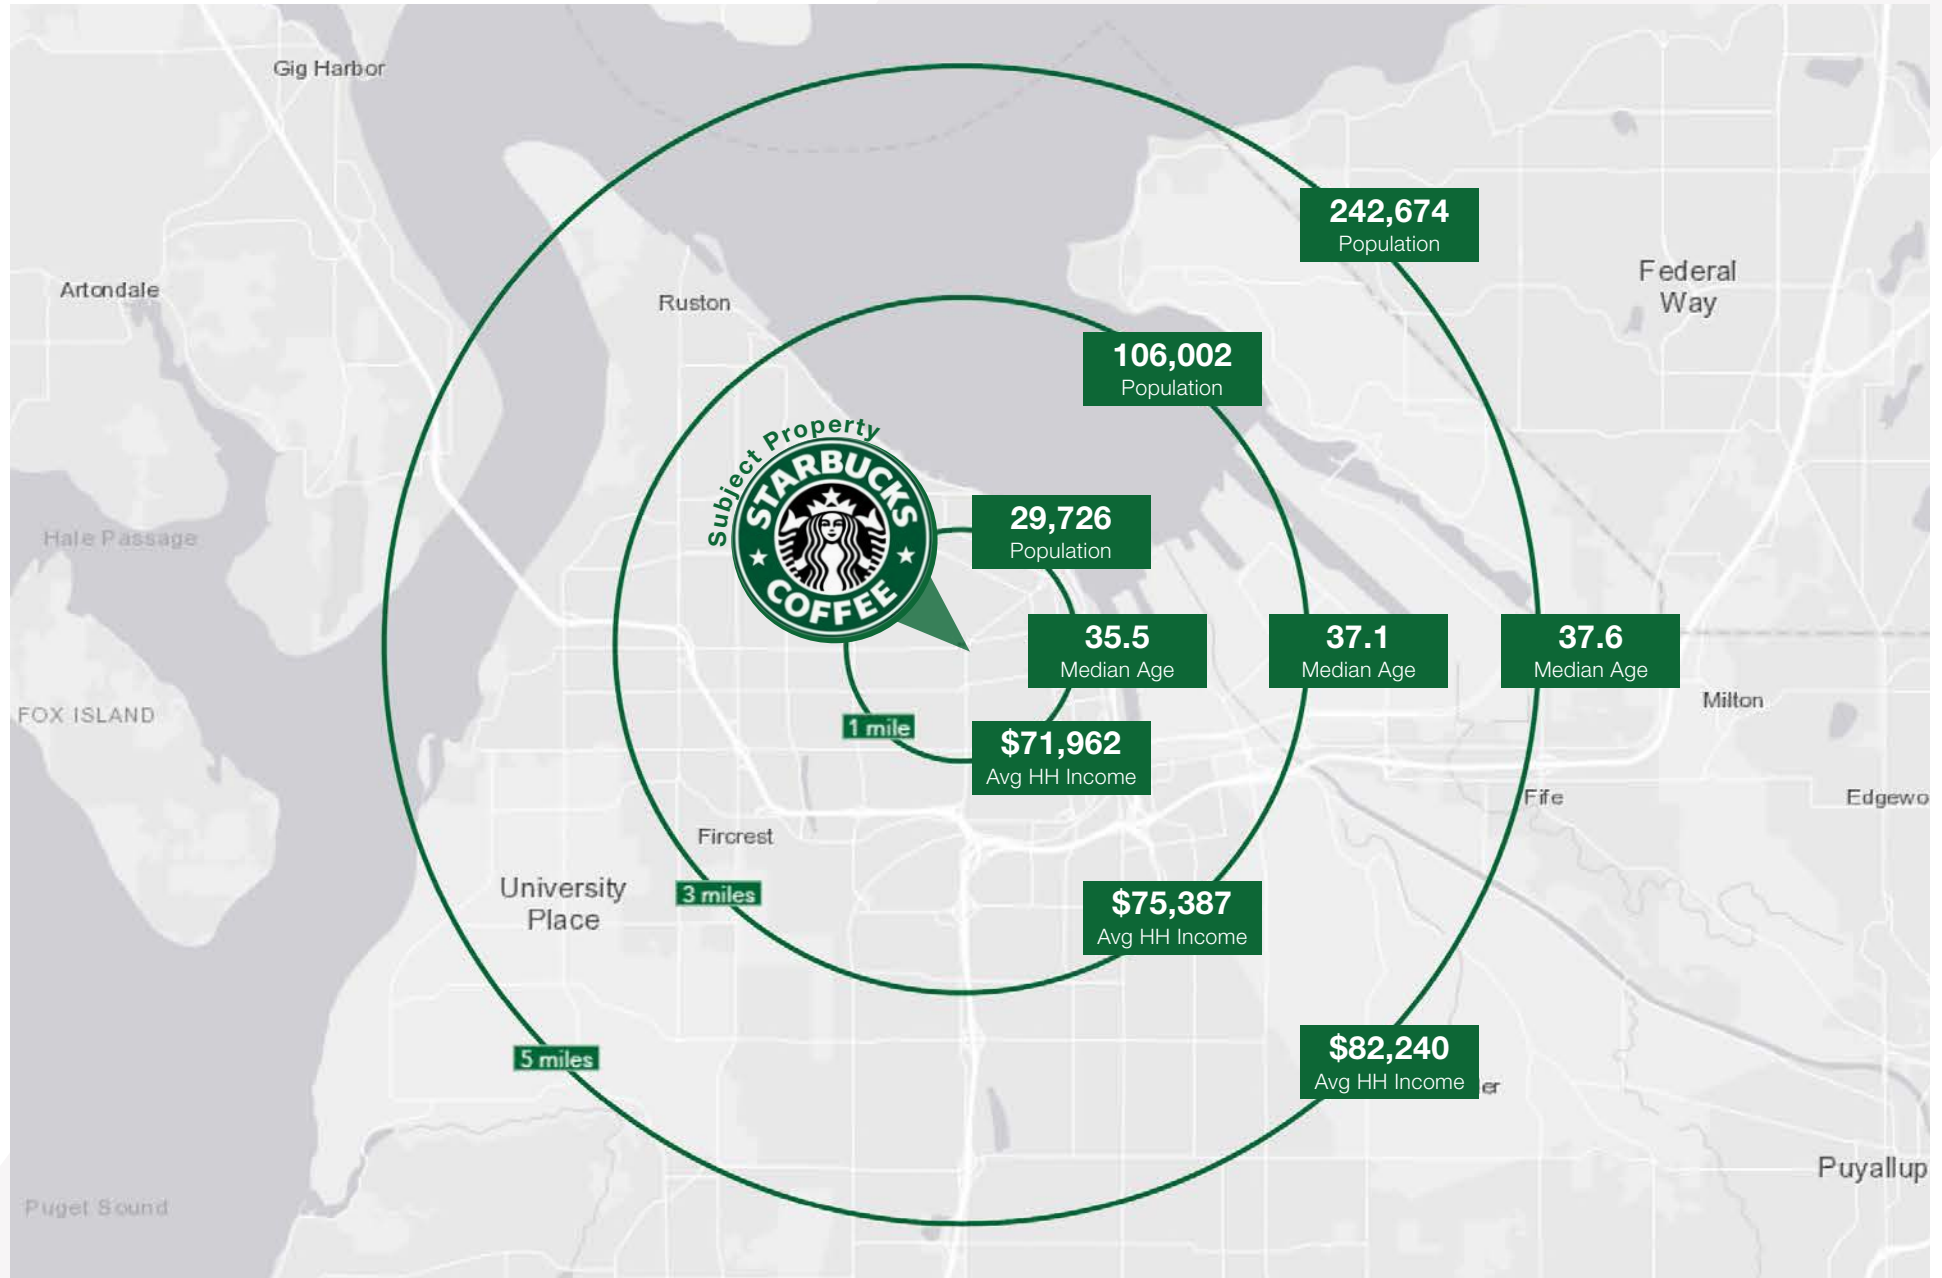 Gig Harbor
242,674
Population
Federal
Way
Artondale
Ruston
106,002
Population
Subject Property
STARBUCKS
COFFEE
29,726
Population
Hale Passage
35.5
Median Age
37.1
Median Age
37.6
Median Age
Milton
FOX ISLAND
1 mile
$71,962
Avg HH Income
Fife
Edgewo
Fircrest
University
Place
3 miles
$75,387
Avg HH Income
5 miles
$82,240
Avg HH Income
er
Puyallup
Puget Sound